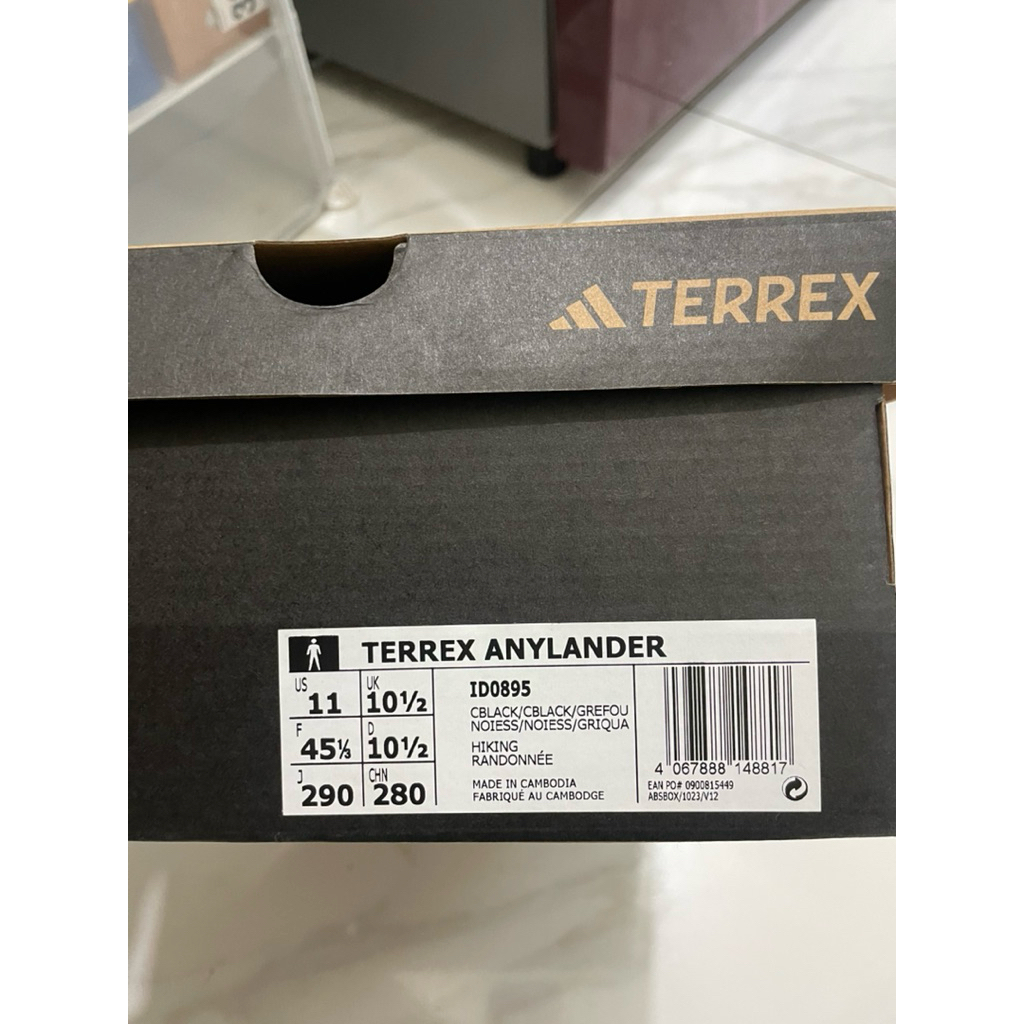 TERREX
TERREX ANYLANDER
US 11 UK 10½
F 45⅓ D 10½
J 290 CHN 280
ID0895
CBLACK/CBLACK/GREFOU
NOIESS/NOIESS/GRIQUA
HIKING
RANDONNÉE
MADE IN CAMBODIA
FABRIQUÉ AU CAMBODGE
4 067888 148817
EAN PO# 0900815449
ABSBOX/1023/V12